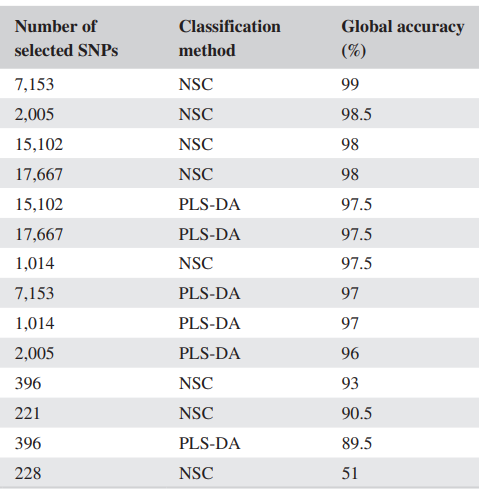 Number of Classification Global accuracy
selected SNPs method (%)
7,153 NSC 99
2,005 NSC 98.5
15,102 NSC 98
17,667 NSC 98
15,102 PLS-DA 97.5
17,667 PLS-DA 97.5
1,014 NSC 97.5
7,153 PLS-DA 97
1,014 PLS-DA 97
2,005 PLS-DA 96
396 NSC 93
221 NSC 90.5
396 PLS-DA 89.5
228 NSC 51